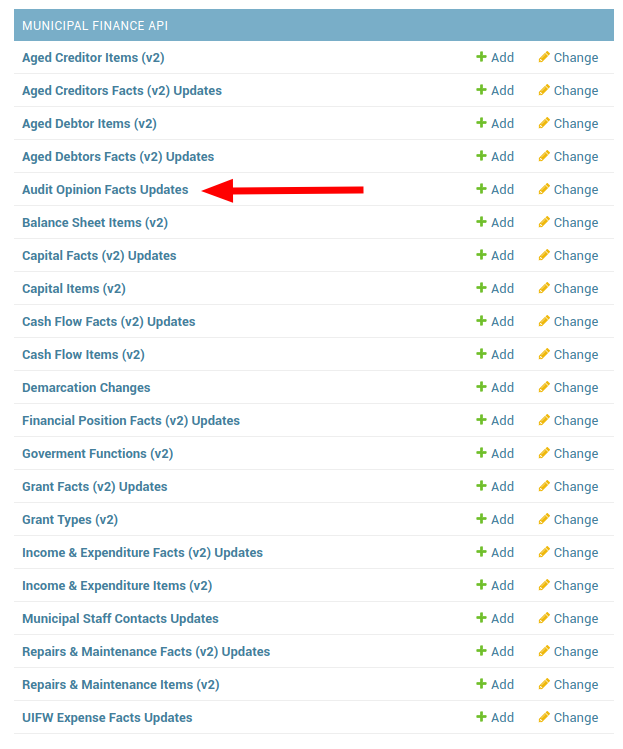 MUNICIPAL FINANCE API
Aged Creditor Items (v2) Add Change
Aged Creditors Facts (v2) Updates Add Change
Aged Debtor Items (v2) Add Change
Aged Debtors Facts (v2) Updates Add Change
Audit Opinion Facts Updates Add Change
Balance Sheet Items (v2) Add Change
Capital Facts (v2) Updates Add Change
Capital Items (v2) Add Change
Cash Flow Facts (v2) Updates Add Change
Cash Flow Items (v2) Add Change
Demarcation Changes Add Change
Financial Position Facts (v2) Updates Add Change
Goverment Functions (v2) Add Change
Grant Facts (v2) Updates Add Change
Grant Types (v2) Add Change
Income & Expenditure Facts (v2) Updates Add Change
Income & Expenditure Items (v2) Add Change
Municipal Staff Contacts Updates Add Change
Repairs & Maintenance Facts (v2) Updates Add Change
Repairs & Maintenance Items (v2) Add Change
UIFW Expense Facts Updates Add Change